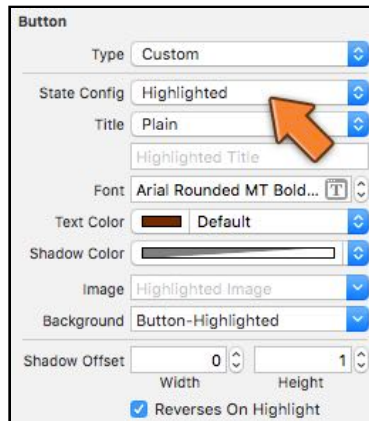 Button
Type Custom
State Config Highlighted
Title Plain
Highlighted Title
Font Arial Rounded MT Bold... T
Text Color Default
Shadow Color
Image Highlighted Image
Background Button-Highlighted
Shadow Offset 0 1
Width Height
Reverses On Highlight